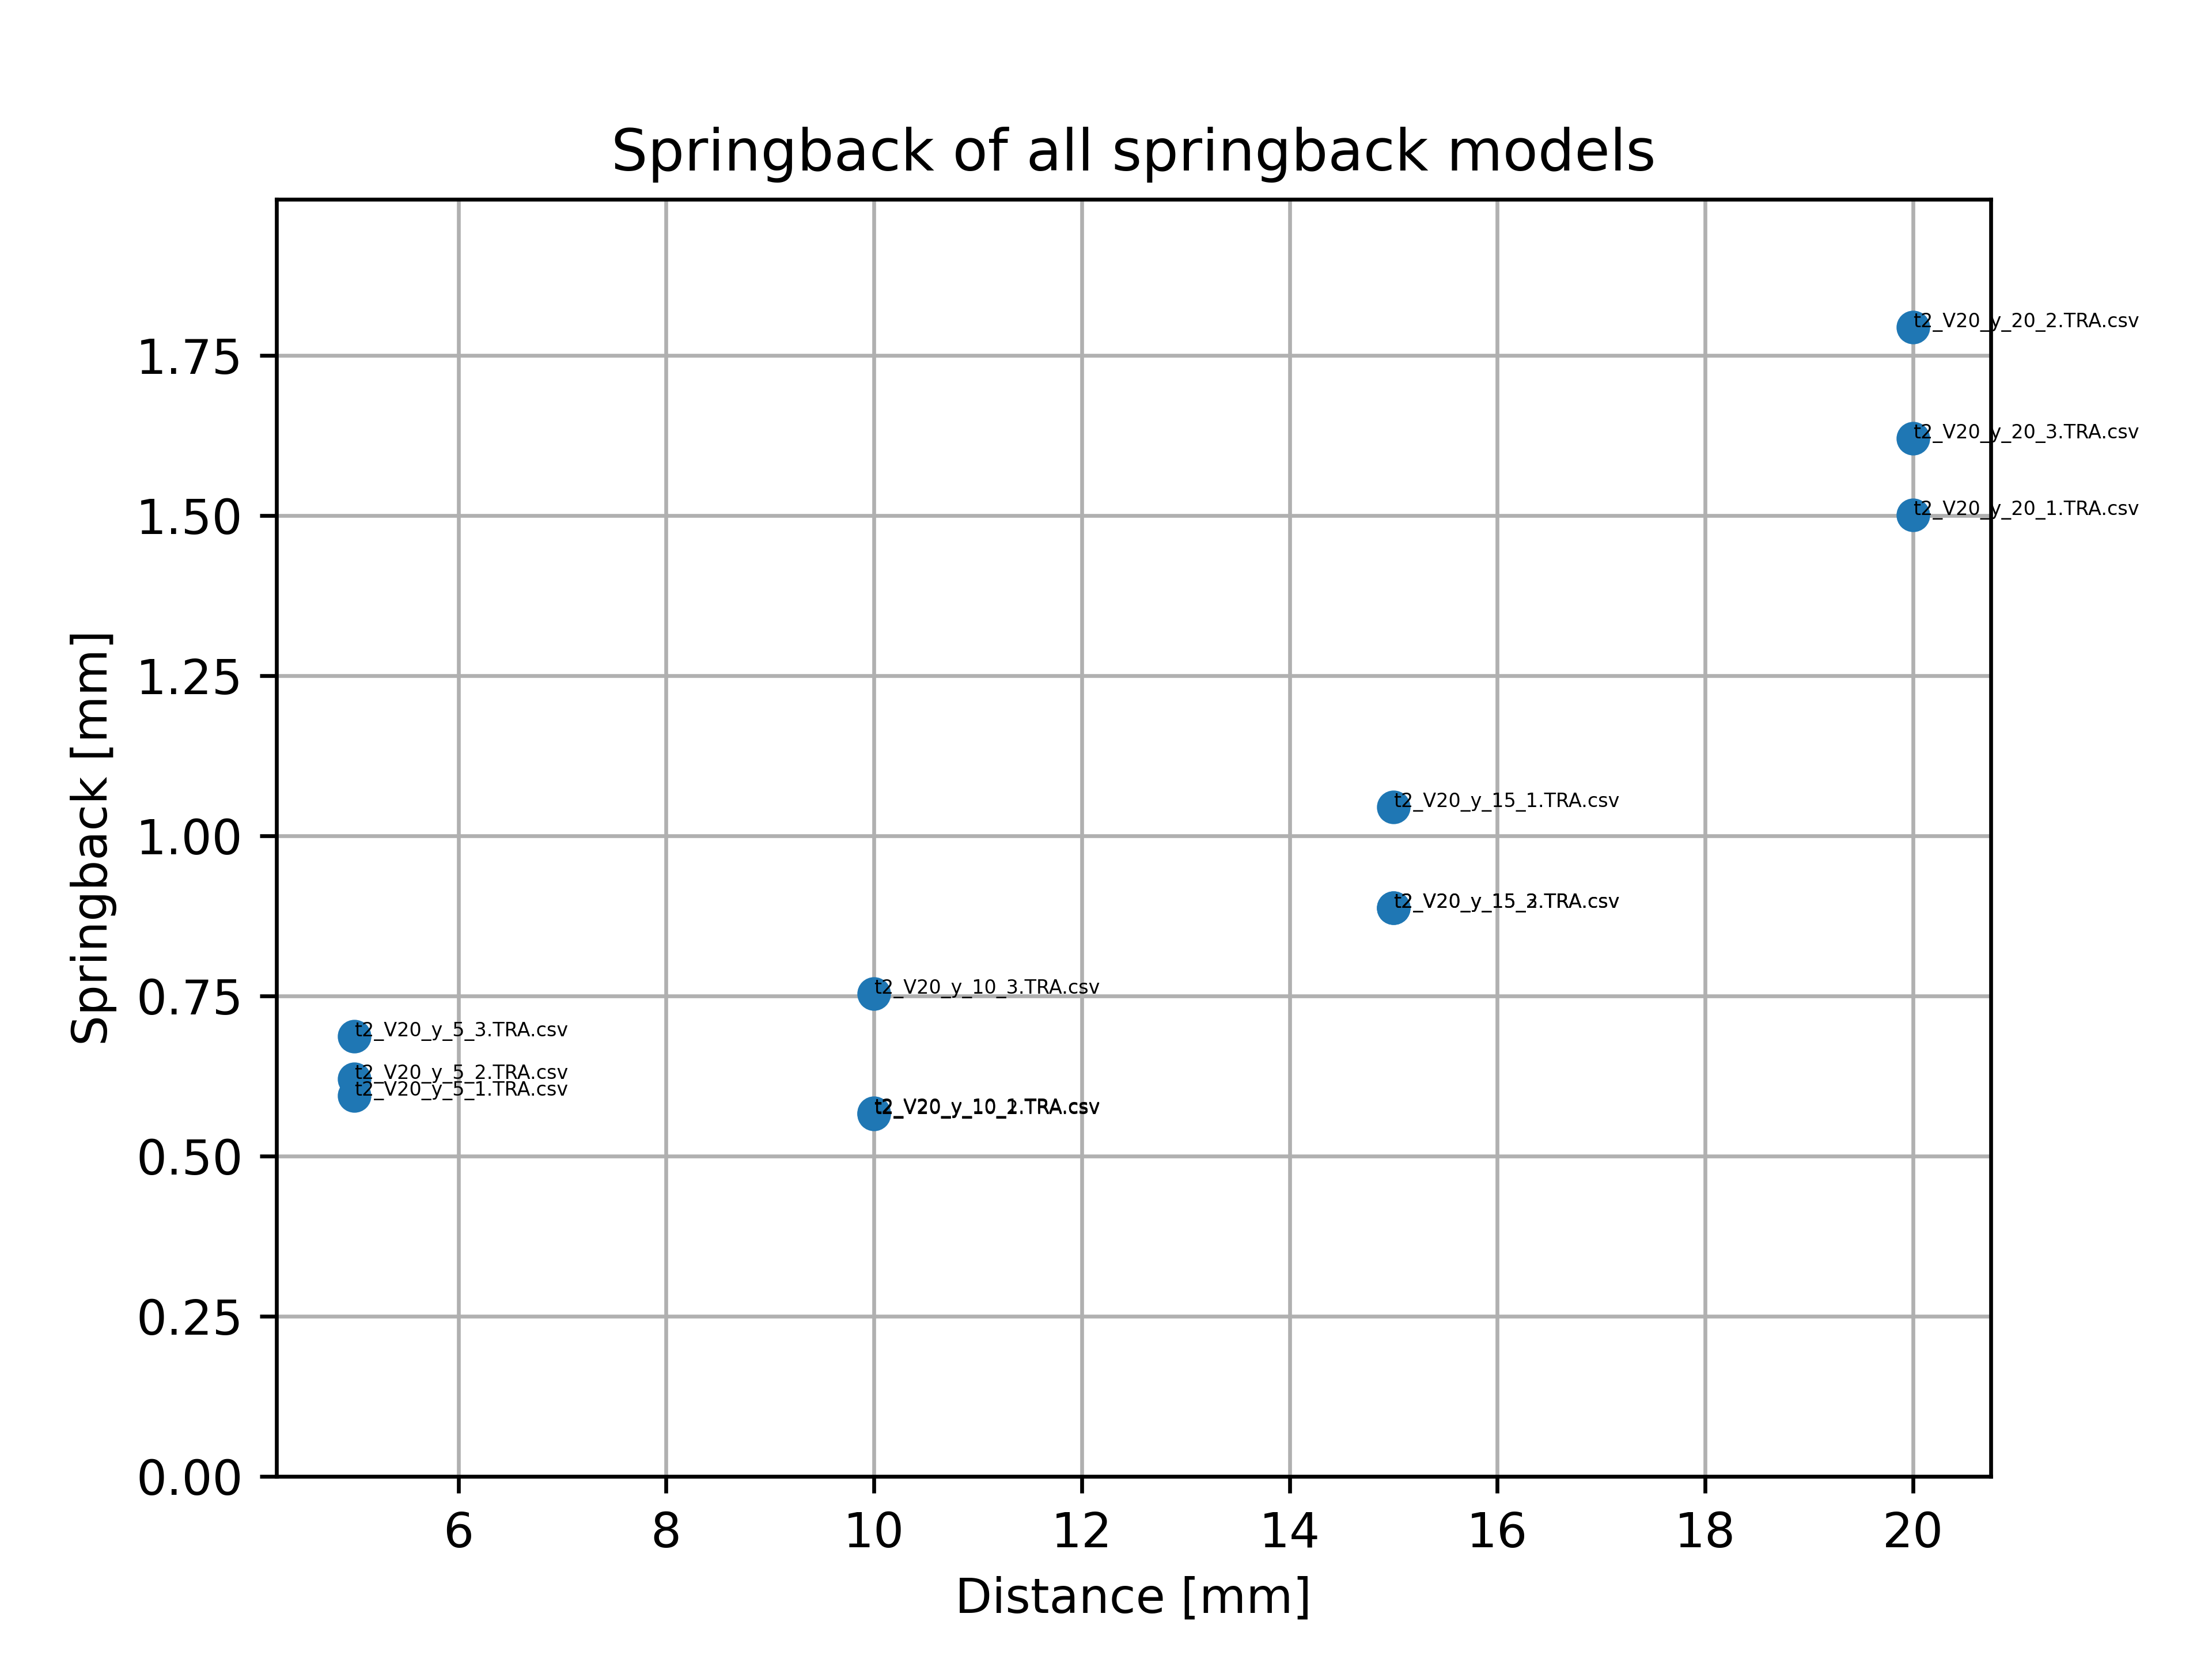 Springback of all springback models
Springback [mm]
1.75
1.50
1.25
1.00
0.75
0.50
0.25
0.00
t2_V20_y_20_2.TRA.csv
t2_V20_y_20_3.TRA.csv
t2_V20_y_20_1.TRA.csv
t2_V20_y_15_1.TRA.csv
t2_V20_y_10_3.TRA.csv
t2_V20_y_5_3.TRA.csv
t2_V20_y_5_2.TRA.csv
t2_V20_y_5_1.TRA.csv
6 8 10 12 14 16 18 20
Distance [mm]